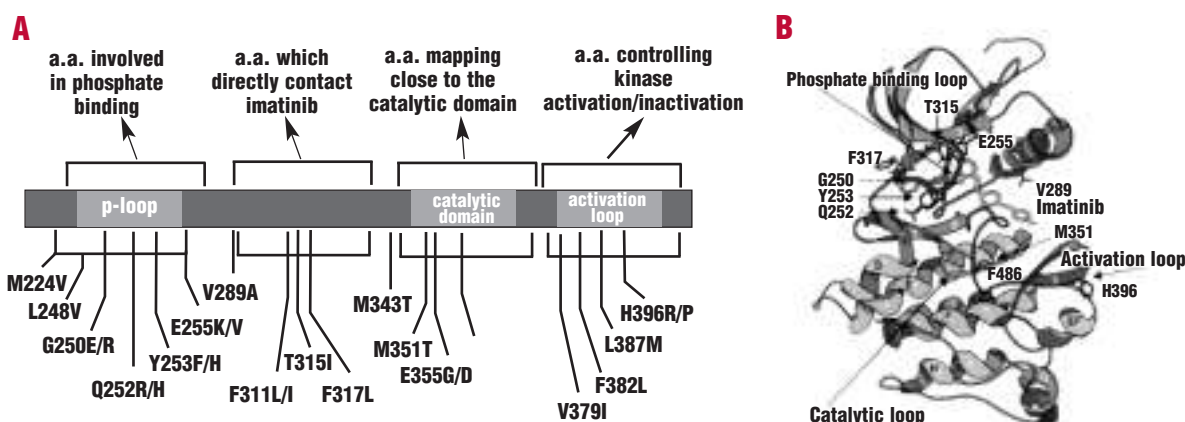 A
a.a. involved
in phosphate
binding
a.a. which
directly contact
imatinib
a.a. mapping
close to the
catalytic domain
a.a. controlling
kinase
activation/inactivation
p-loop
catalytic
domain
activation
loop
M224V
L248V
G250E/R
Q252R/H
Y253F/H
E255K/V
V289A
F311L/I
T315I
F317L
M343T
M351T
E355G/D
V379I
F382L
L387M
H396R/P
B
Phosphate binding loop
T315
E255
F317
G250
Y253
Q252
V289
Imatinib
M351
Activation loop
F486
H396
Catalytic loop